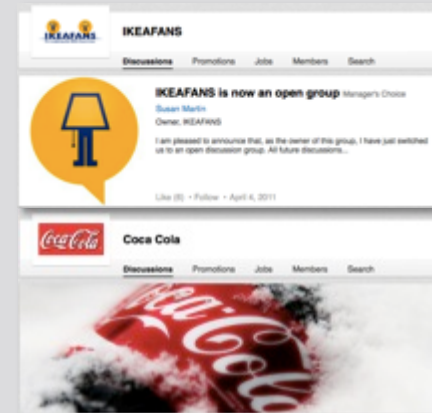 IKEAFANS
IKEAFANS
Discussions Promotions Jobs Members Search
IKEAFANS is now an open group Manager's Choice
Susan Martin
Owner, IKEAFANS
I am pleased to announce that, as the owner of this group, I have just switched
us to an open discussion group. All future discussions...
Like (6) • Follow • April 4, 2011
Coca-Cola
Coca Cola
Discussions Promotions Jobs Members Search
Coca Cola